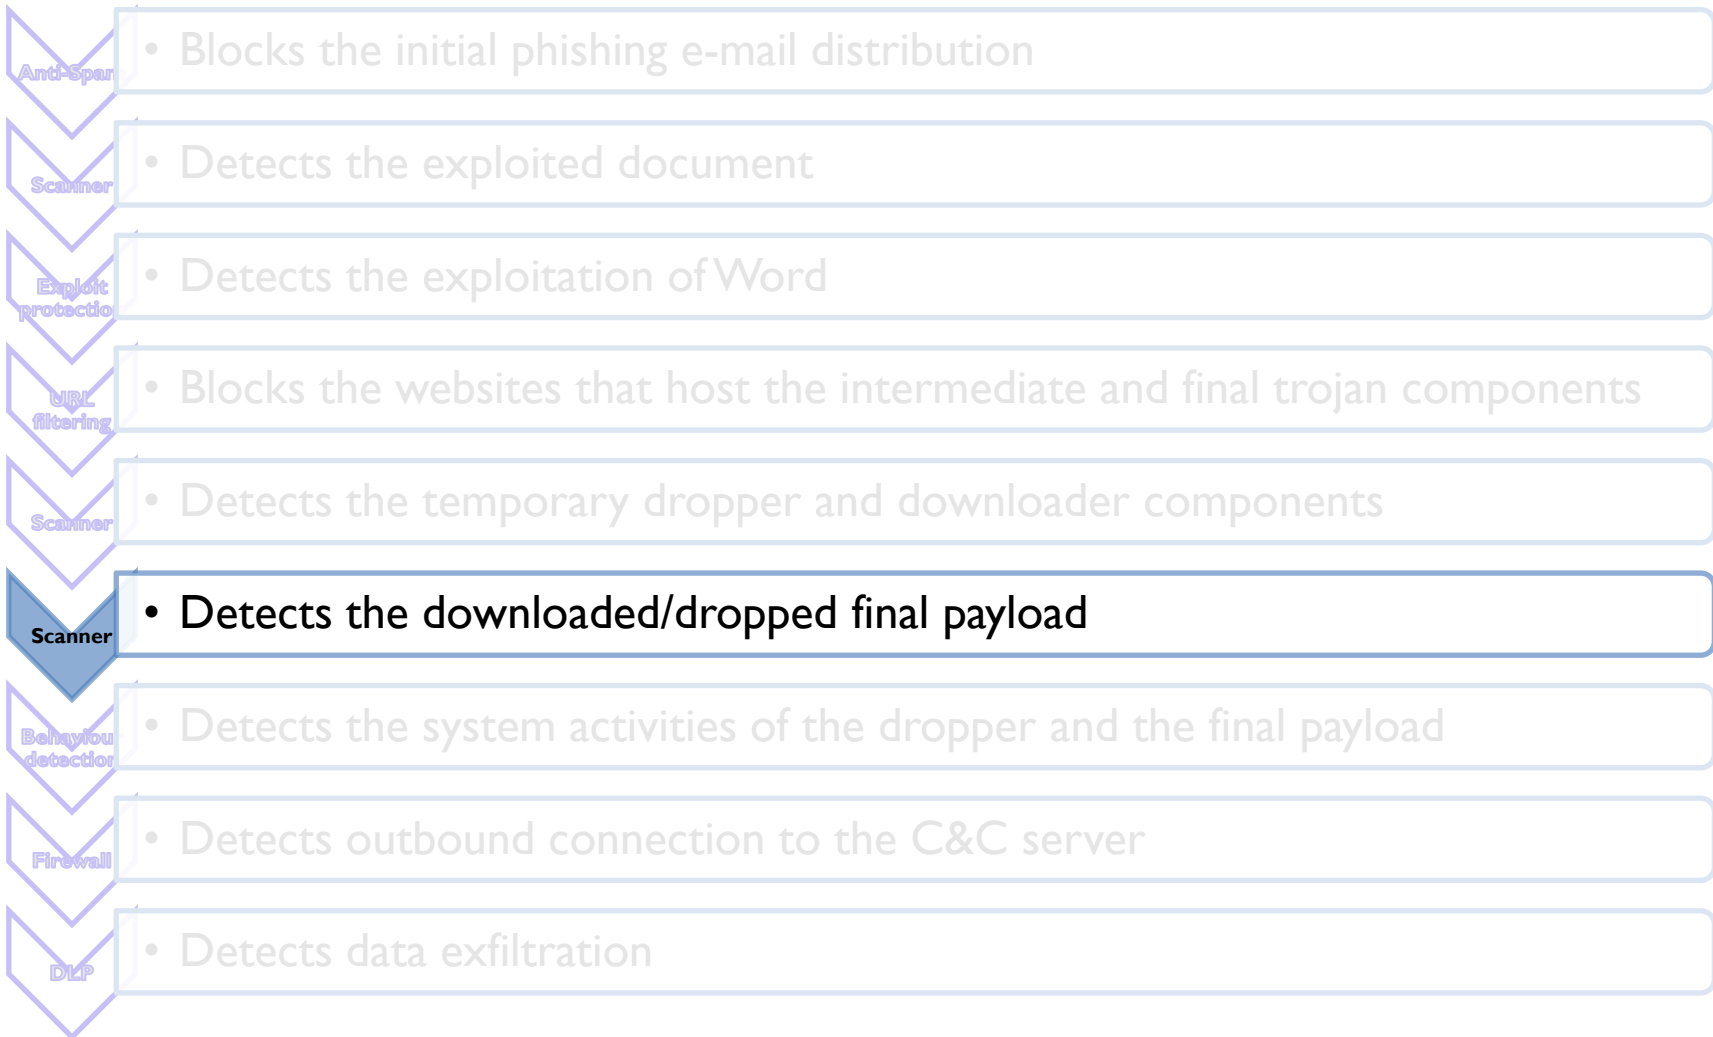 Anti-Spam
• Blocks the initial phishing e-mail distribution
Scanner
• Detects the exploited document
Exploit
protection
• Detects the exploitation of Word
URL
filtering
• Blocks the websites that host the intermediate and final trojan components
Scanner
• Detects the temporary dropper and downloader components
Scanner
• Detects the downloaded/dropped final payload
Behaviour
detection
• Detects the system activities of the dropper and the final payload
Firewall
• Detects outbound connection to the C&C server
DLP
• Detects data exfiltration